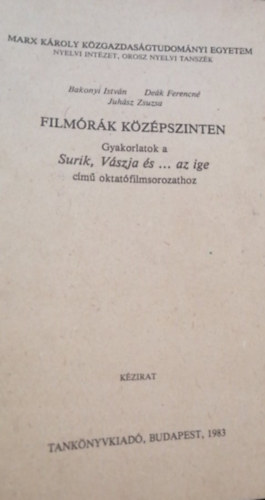 MARX KÁROLY KÖZGAZDASÁGTUDOMÁNYI EGYETEM
NYELVI INTÉZET, OROSZ NYELVI TANSZÉK
Bakonyi István Deák Ferencné
Juhász Zsuzsa
FILMÓRÁK KÖZÉPSZINTEN
Gyakorlatok a
Surik, Vászja és ... az ige
című oktatófilmsorozathoz
KÉZIRAT
TANKÖNYVKIADÓ, BUDAPEST, 1983